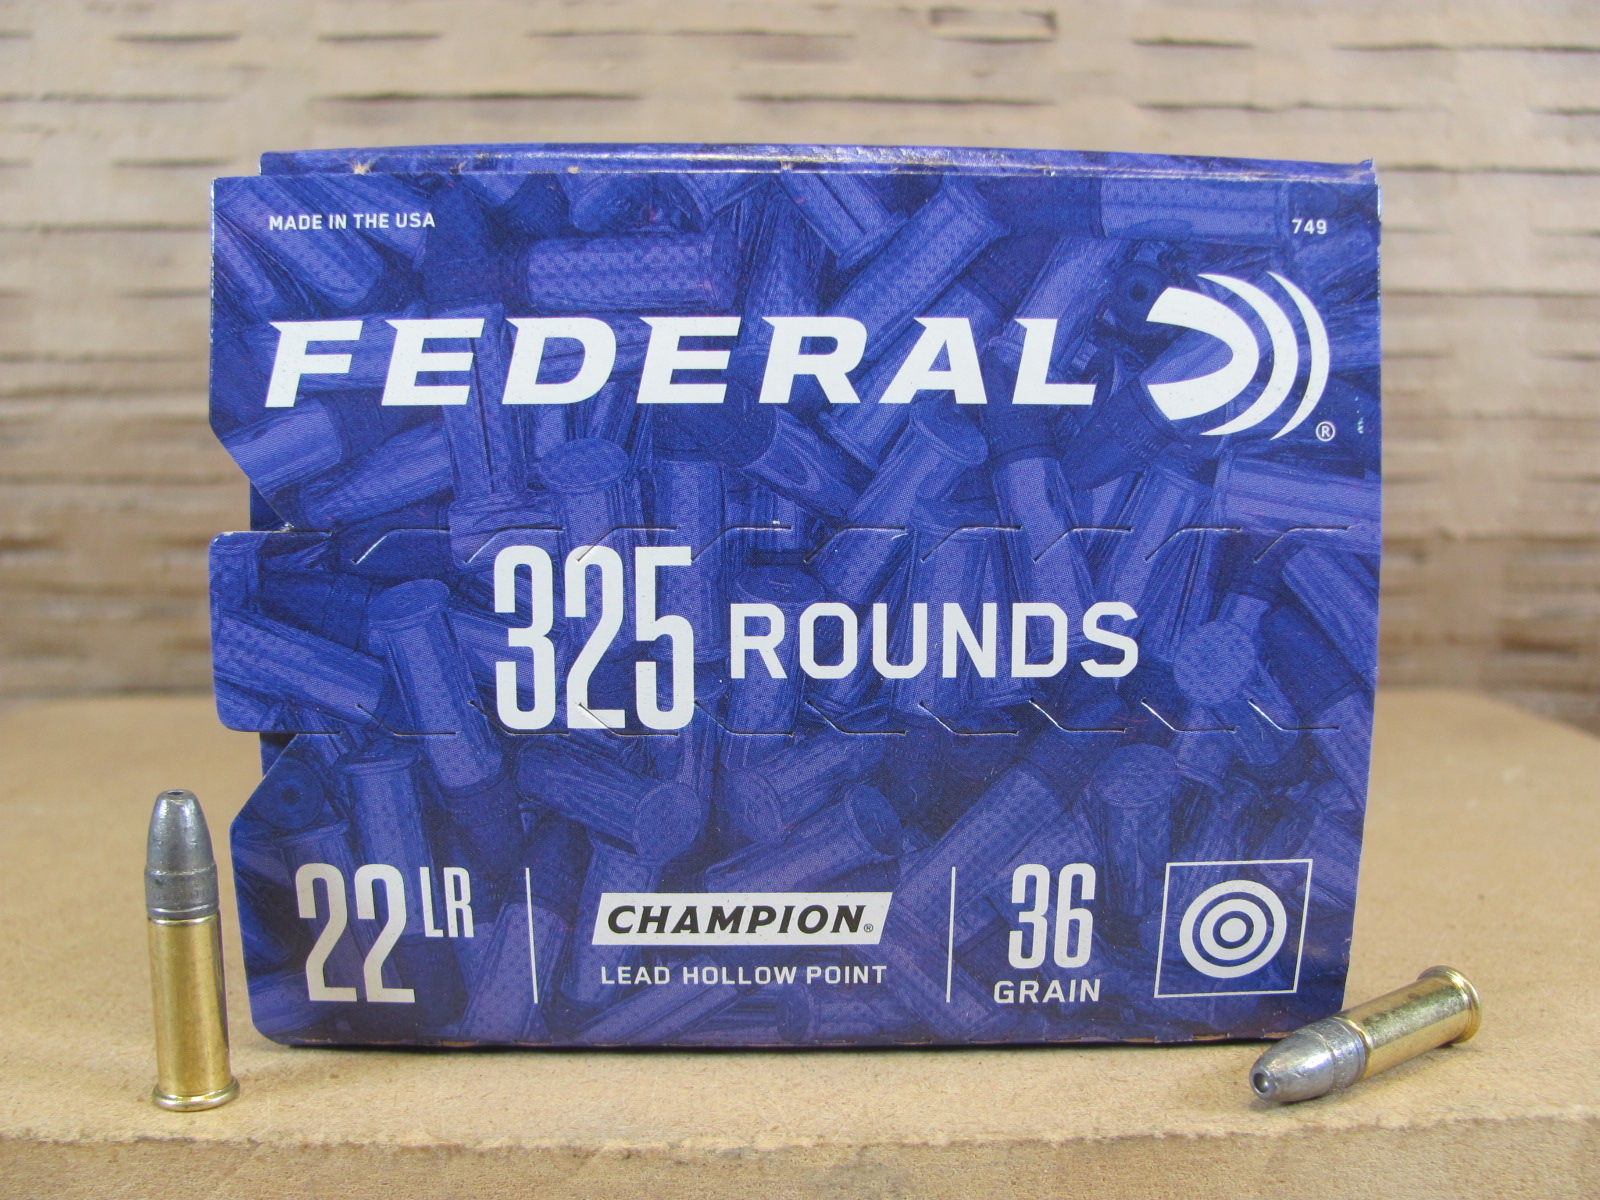 MADE IN THE USA
749
FEDERAL
®
325 ROUNDS
22 LR
CHAMPION®
LEAD HOLLOW POINT
36
GRAIN